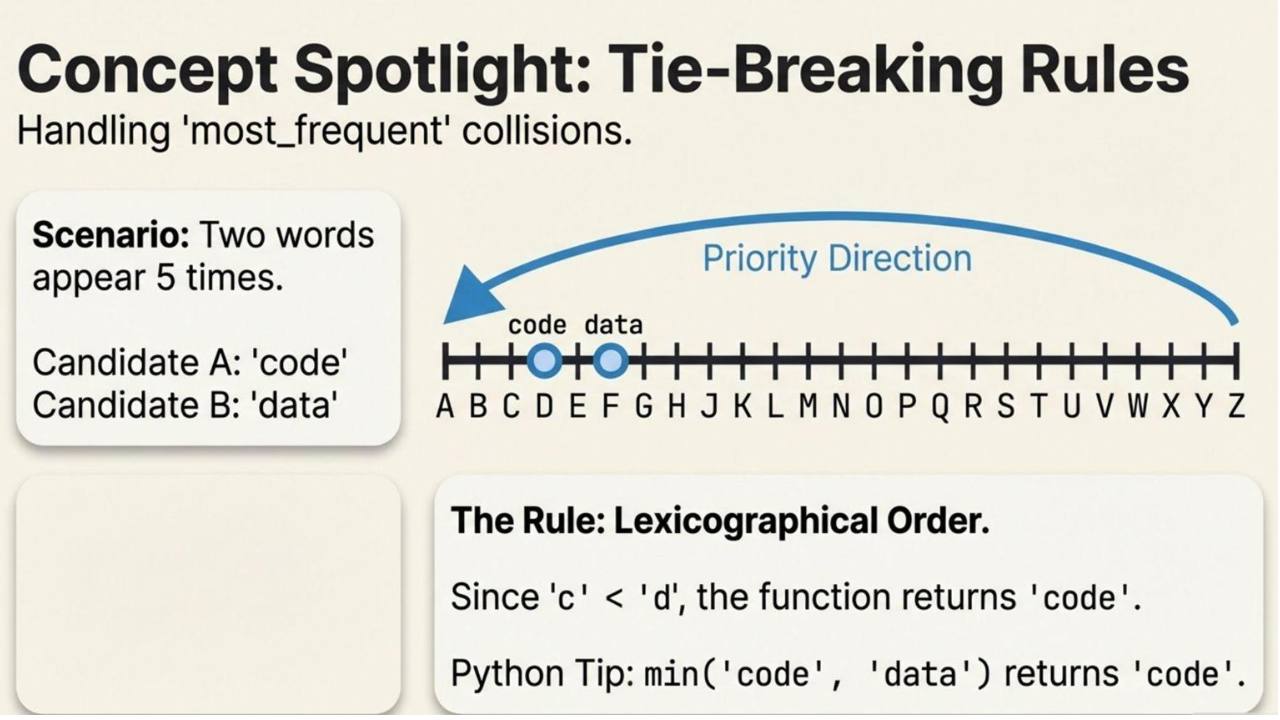 Concept Spotlight: Tie-Breaking Rules
Handling 'most_frequent' collisions.
Scenario: Two words
appear 5 times.
Candidate A: 'code'
Candidate B: 'data'
Priority Direction
code data
A B C D E F G H J K L M N O P Q R S T U V W X Y Z
The Rule: Lexicographical Order.
Since 'c' < 'd', the function returns 'code'.
Python Tip: min('code', 'data') returns 'code'.